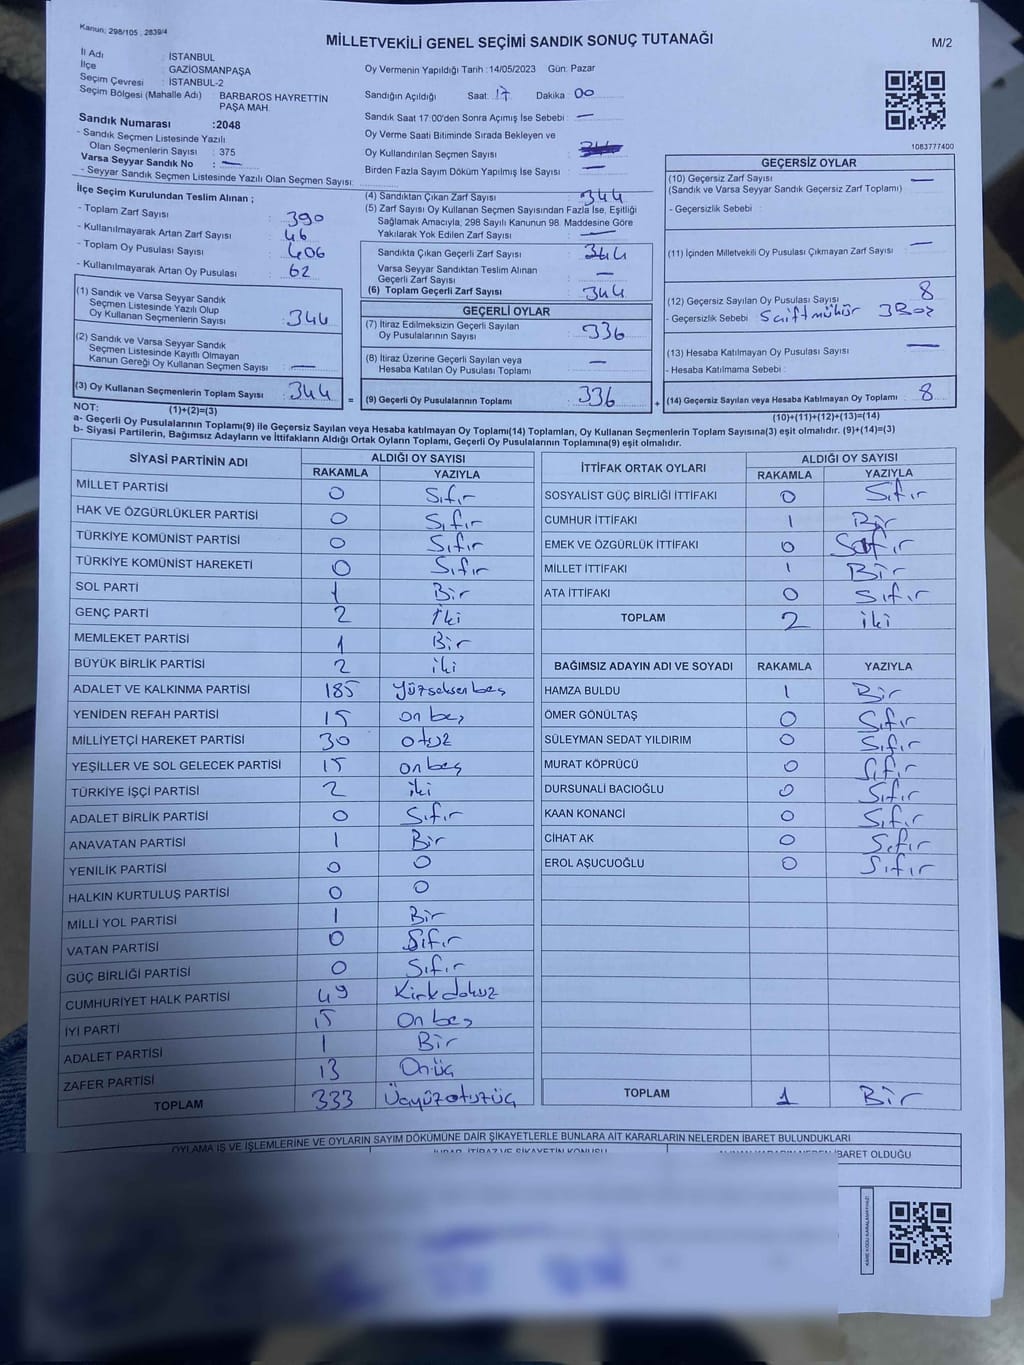 Kanun; 298/105 , 2839/4
MİLLETVEKİLİ GENEL SEÇİMİ SANDIK SONUÇ TUTANAĞI
M/2
İl Adı : İSTANBUL
İlçe GAZİOSMANPAŞA
Seçim Çevresi : İSTANBUL-2
Seçim Bölgesi (Mahalle Adı) BARBAROS HAYRETTİN PAŞA MAH.
Oy Vermenin Yapıldığı Tarih :14/05/2023 Gün: Pazar
Sandığın Açıldığı Saat: 17 Dakika: 00
Sandık Saat 17:00'den Sonra Açımış İse Sebebi : —
Oy Verme Saati Bitiminde Sırada Bekleyen ve
Oy Kullandırılan Seçmen Sayısı :
Birden Fazla Sayım Döküm Yapılmış İse Sayısı : —
Sandık Numarası :2048
- Sandık Seçmen Listesinde Yazılı
Olan Seçmenlerin Sayısı : 375
Varsa Seyyar Sandık No : —
- Seyyar Sandık Seçmen Listesinde Yazılı Olan Seçmen Sayısı:
1083777400
İlçe Seçim Kurulundan Teslim Alınan ;
- Toplam Zarf Sayısı : 390
- Kullanılmayarak Artan Zarf Sayısı : 46
- Toplam Oy Pusulası Sayısı : 406
- Kullanılmayarak Artan Oy Pusulası : 62
(1) Sandık ve Varsa Seyyar Sandık
Seçmen Listesinde Yazılı Olup
Oy Kullanan Seçmenlerin Sayısı : 344
(2) Sandık ve Varsa Seyyar Sandık
Seçmen Listesinde Kayıtlı Olmayan
Kanun Gereği Oy Kullanan Seçmen Sayısı : —
(3) Oy Kullanan Seçmenlerin Toplam Sayısı : 344
(4) Sandıktan Çıkan Zarf Sayısı : 344
(5) Zarf Sayısı Oy Kullanan Seçmen Sayısından Fazla İse, Eşitliği
Sağlamak Amacıyla, 298 Sayılı Kanunun 98. Maddesine Göre
Yakılarak Yok Edilen Zarf Sayısı : —
Sandıkta Çıkan Geçerli Zarf Sayısı : 344
Varsa Seyyar Sandıktan Teslim Alınan
Geçerli Zarf Sayısı : —
(6) Toplam Geçerli Zarf Sayısı : 344
GEÇERLİ OYLAR
(7) İtiraz Edilmeksizin Geçerli Sayılan
Oy Pusulalarının Sayısı : 336
(8) İtiraz Üzerine Geçerli Sayılan veya
Hesaba Katılan Oy Pusulası Toplamı : —
= (9) Geçerli Oy Pusulalarının Toplamı : 336
GEÇERSİZ OYLAR
(10) Geçersiz Zarf Sayısı : —
(Sandık ve Varsa Seyyar Sandık Geçersiz Zarf Toplamı)
- Geçersizlik Sebebi :
(11) İçinden Milletvekili Oy Pusulası Çıkmayan Zarf Sayısı : —
(12) Geçersiz Sayılan Oy Pusulası Sayısı : 8
- Geçersizlik Sebebi :
(13) Hesaba Katılmayan Oy Pusulası Sayısı : —
- Hesaba Katılmama Sebebi :
+ (14) Geçersiz Sayılan veya Hesaba Katılmayan Oy Toplamı : 8
NOT: (1)+(2)=(3)
(10)+(11)+(12)+(13)=(14)
a- Geçerli Oy Pusulalarının Toplamı(9) ile Geçersiz Sayılan veya Hesaba katılmayan Oy Toplamı(14) Toplamları, Oy Kullanan Seçmenlerin Toplam Sayısına(3) eşit olmalıdır. (9)+(14)=(3)
b- Siyasi Partilerin, Bağımsız Adayların ve İttifakların Aldığı Ortak Oyların Toplamı, Geçerli Oy Pusulalarının Toplamına(9) eşit olmalıdır.
SİYASİ PARTİNİN ADI ALDIĞI OY SAYISI
RAKAMLA YAZIYLA
MİLLET PARTİSİ 0 Sıfır
HAK VE ÖZGÜRLÜKLER PARTİSİ 0 Sıfır
TÜRKİYE KOMÜNİST PARTİSİ 0 Sıfır
TÜRKİYE KOMÜNİST HAREKETİ 0 Sıfır
SOL PARTİ 1 Bir
GENÇ PARTİ 2 İki
MEMLEKET PARTİSİ 1 Bir
BÜYÜK BİRLİK PARTİSİ 2 iki
ADALET VE KALKINMA PARTİSİ 185 Yüzseksen beş
YENİDEN REFAH PARTİSİ 15 on beş
MİLLİYETÇİ HAREKET PARTİSİ 30 otuz
YEŞİLLER VE SOL GELECEK PARTİSİ 15 on beş
TÜRKİYE İŞÇİ PARTİSİ 2 iki
ADALET BİRLİK PARTİSİ 0 Sıfır
ANAVATAN PARTİSİ 1 Bir
YENİLİK PARTİSİ 0 0
HALKIN KURTULUŞ PARTİSİ 0 0
MİLLİ YOL PARTİSİ 1 Bir
VATAN PARTİSİ 0 Sıfır
GÜÇ BİRLİĞİ PARTİSİ 0 Sıfır
CUMHURİYET HALK PARTİSİ 49 Kırk dokuz
İYİ PARTİ 15 On beş
ADALET PARTİSİ 1 Bir
ZAFER PARTİSİ 13 Onüç
TOPLAM 333 Üçyüzotuzüç
İTTİFAK ORTAK OYLARI ALDIĞI OY SAYISI
RAKAMLA YAZIYLA
SOSYALİST GÜÇ BİRLİĞİ İTTİFAKI 0 Sıfır
CUMHUR İTTİFAKI 1 Bir
EMEK VE ÖZGÜRLÜK İTTİFAKI 0 Sıfır
MİLLET İTTİFAKI 1 Bir
ATA İTTİFAKI 0 Sıfır
TOPLAM 2 iki
BAĞIMSIZ ADAYIN ADI VE SOYADI RAKAMLA YAZIYLA
HAMZA BULDU 1 Bir
ÖMER GÖNÜLTAŞ 0 Sıfır
SÜLEYMAN SEDAT YILDIRIM 0 Sıfır
MURAT KÖPRÜCÜ 0 Sıfır
DURSUNALİ BACIOĞLU 0 Sıfır
KAAN KONANCİ 0 Sıfır
CİHAT AK 0 Sıfır
EROL AŞUCUOĞLU 0 Sıfır
TOPLAM 1 Bir
OYLAMA İŞ VE İŞLEMLERİNE VE OYLARIN SAYIM DÖKÜMÜNE DAİR ŞİKAYETLERLE BUNLARA AİT KARARLARIN NELERDEN İBARET BULUNDUKLARI
İBARET OLDUĞU